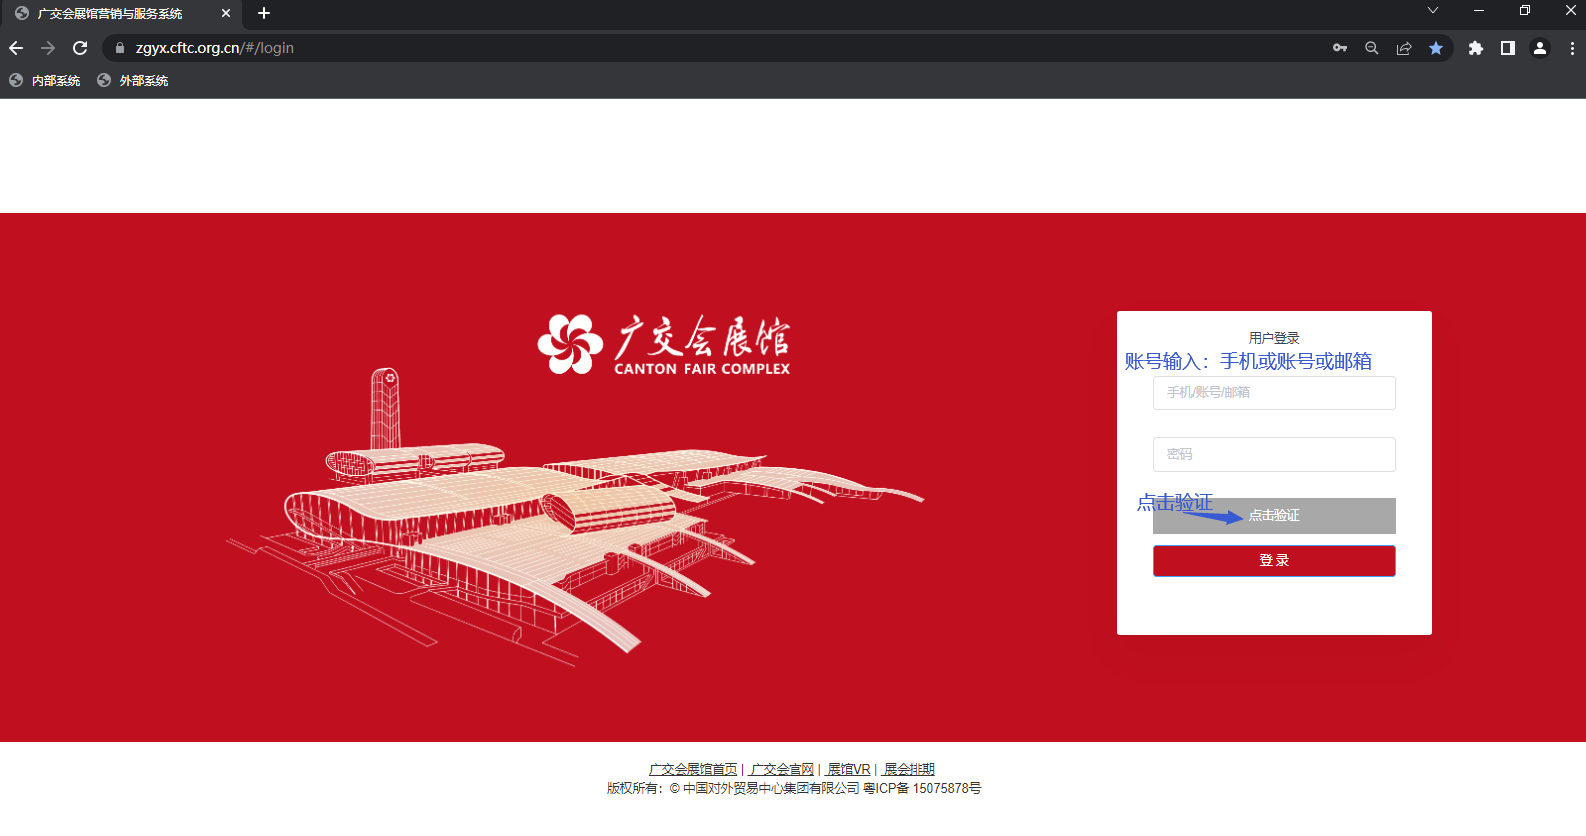 广交会展馆营销与服务系统
zgyx.cftc.org.cn/#/login
内部系统 外部系统
广交会展馆
CANTON FAIR COMPLEX
用户登录
账号输入：手机或账号或邮箱
手机/账号/邮箱
密码
点击验证
点击验证
登 录
广交会展馆首页 | 广交会官网 | 展馆VR | 展会排期
版权所有：© 中国对外贸易中心集团有限公司 粤ICP备 15075878号